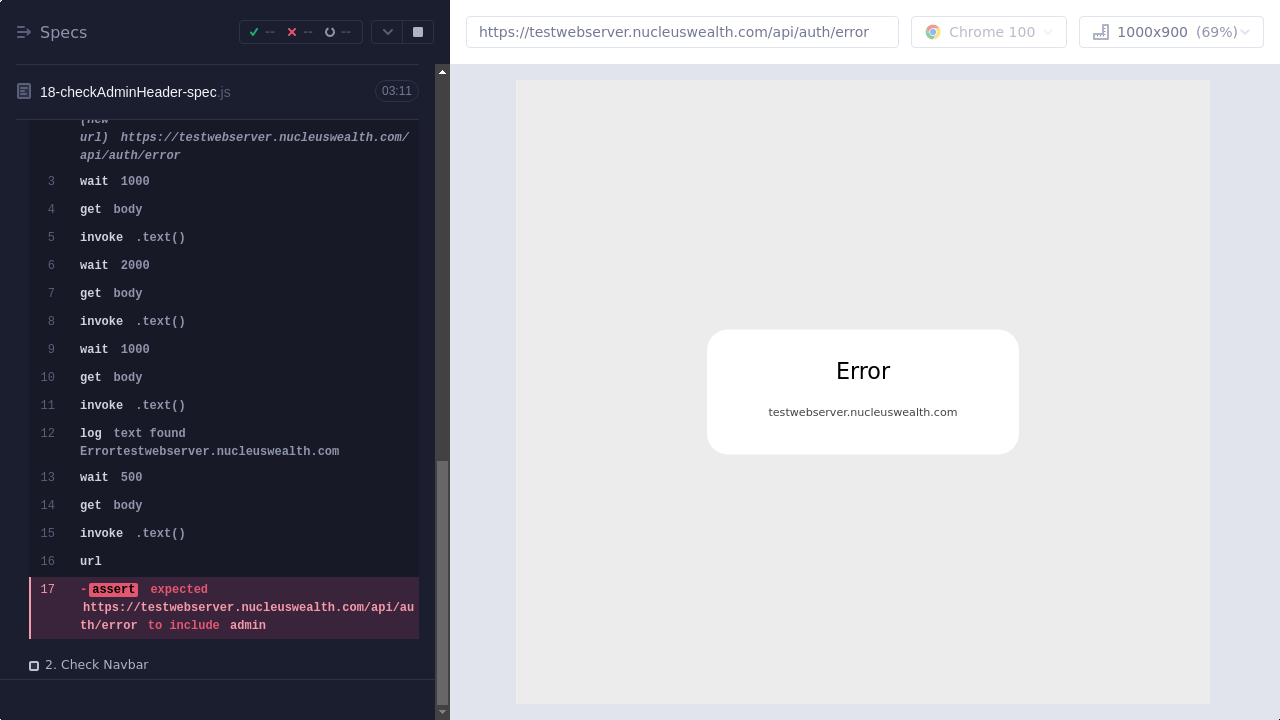 Specs
--
--
--
18-checkAdminHeader-spec.js
03:11
(new
url) https://testwebserver.nucleuswealth.com/
api/auth/error
3 wait 1000
4 get body
5 invoke .text()
6 wait 2000
7 get body
8 invoke .text()
9 wait 1000
10 get body
11 invoke .text()
12 log text found
Errortestwebserver.nucleuswealth.com
13 wait 500
14 get body
15 invoke .text()
16 url
17 -assert expected
https://testwebserver.nucleuswealth.com/api/au
th/error to include admin
2. Check Navbar
https://testwebserver.nucleuswealth.com/api/auth/error
Chrome 100
1000x900 (69%)
Error
testwebserver.nucleuswealth.com